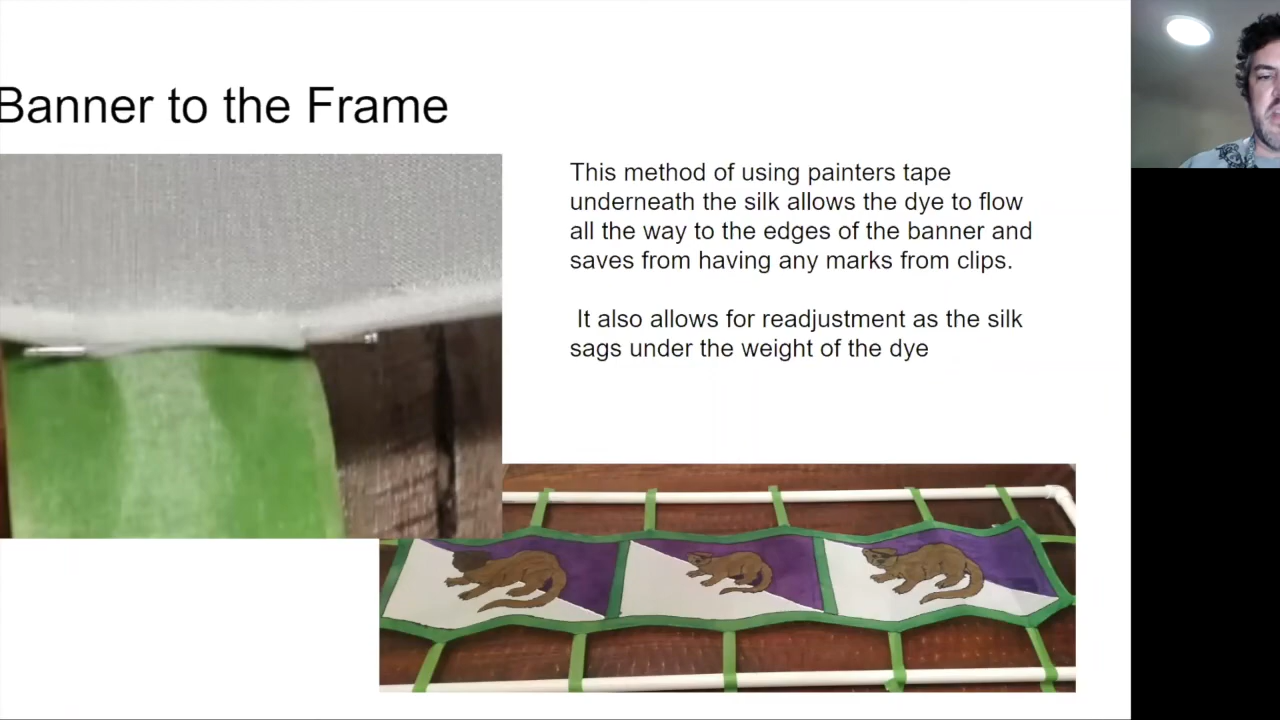 Banner to the Frame
This method of using painters tape
underneath the silk allows the dye to flow
all the way to the edges of the banner and
saves from having any marks from clips.
It also allows for readjustment as the silk
sags under the weight of the dye